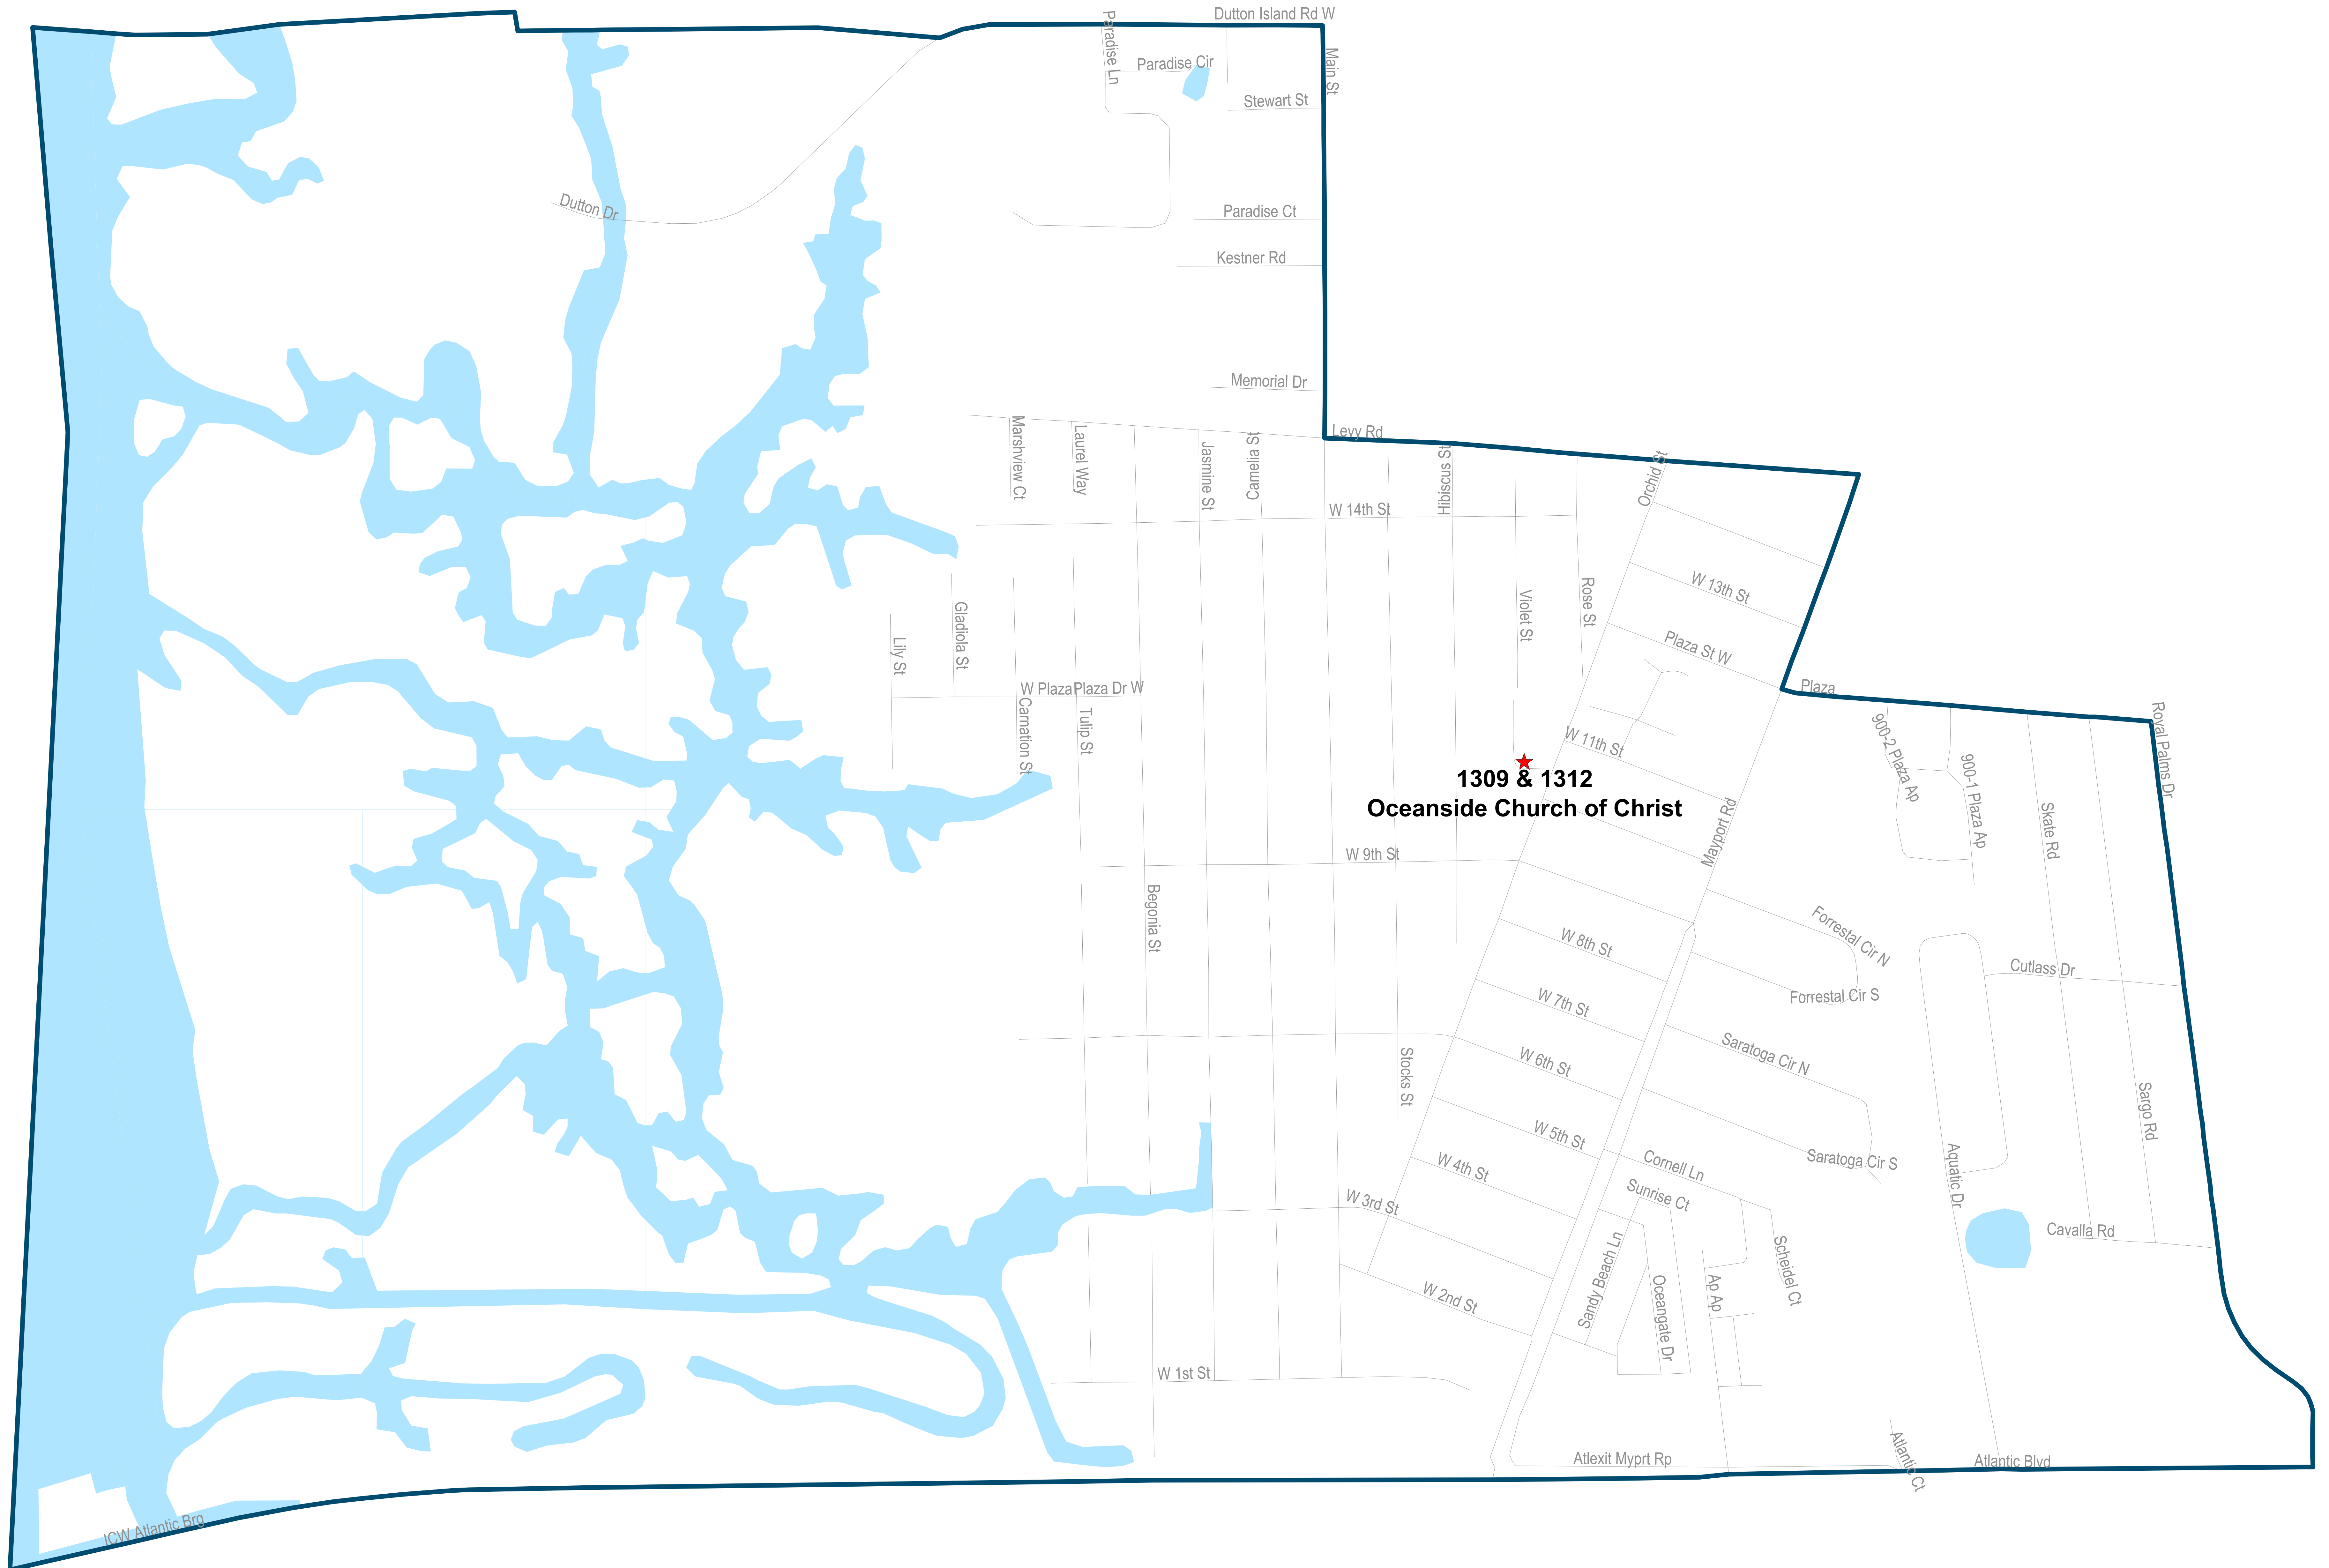 Dutton Island Rd W
Paradise Ln
Main St
Paradise Cir
Stewart St
Dutton Dr
Paradise Ct
Kestner Rd
Memorial Dr
Levy Rd
Marshview Ct
Laurel Way
Jasmine St
Camelia St
Hibiscus St
Orchid St
W 14th St
W 13th St
Violet St
Rose St
Gladiola St
Lily St
Plaza St W
W Plaza
Plaza Dr W
Plaza
Carnation St
Tulip St
W 11th St
900-2 Plaza Ap
900-1 Plaza Ap
Royal Palms Dr
1309 & 1312
Oceanside Church of Christ
Mayport Rd
Skate Rd
W 9th St
Begonia St
Forrestal Cir N
W 8th St
Cutlass Dr
W 7th St
Forrestal Cir S
Saratoga Cir N
W 6th St
Stocks St
Sargo Rd
W 5th St
Saratoga Cir S
W 4th St
Cornell Ln
Aquatic Dr
Sunrise Ct
W 3rd St
Cavalla Rd
Scheidel Ct
Sandy Beach Ln
Oceangate Dr
Ap Ap
W 2nd St
W 1st St
Atlexit Myprt Rp
Atlantic Ct
Atlantic Blvd
ICW Atlantic Brg